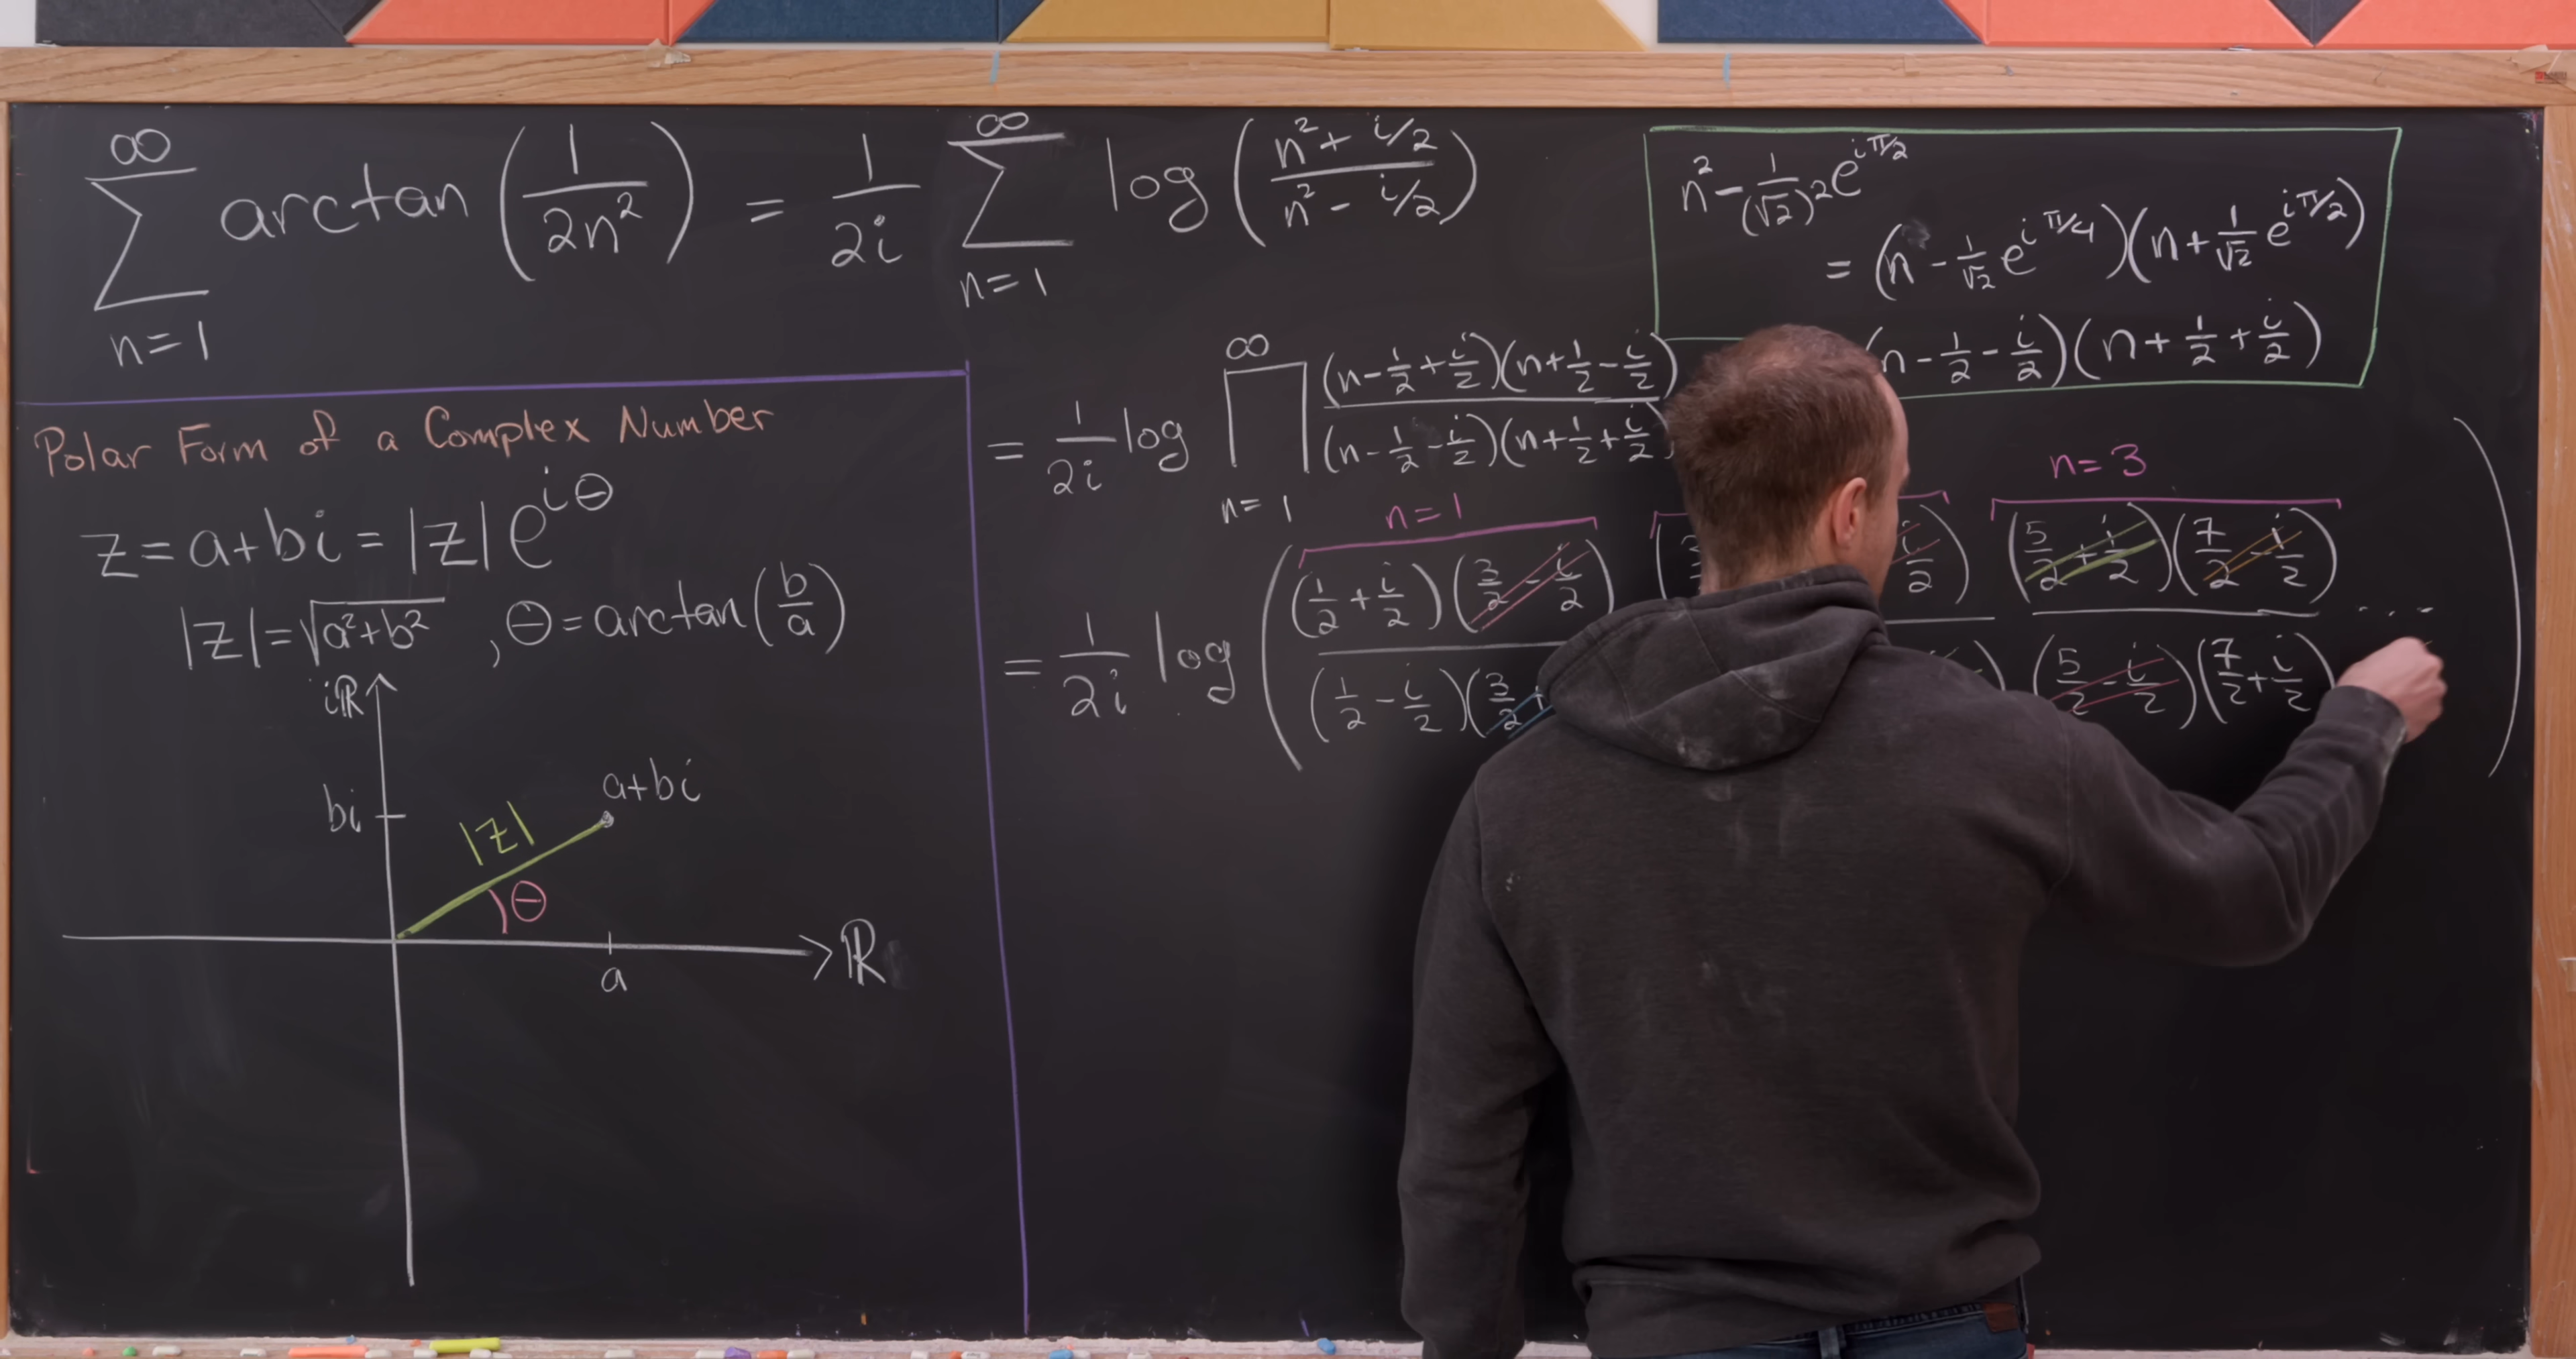 ∞
∑ arctan(1/(2n²)) = 1/(2i) ∑ log((n² + i/2)/(n² - i/2))
n=1
∞
n=1
n² - 1/(√2)² e^(iπ/2)
= (n - 1/√2 e^(iπ/4))(n + 1/√2 e^(iπ/2))
(n - 1/2 - i/2)(n + 1/2 + i/2)
Polar Form of a Complex Number
z = a+bi = |z| e^(iθ)
|z| = √(a²+b²) , θ = arctan(b/a)
iℝ
bi
|z|
a+bi
θ
ℝ
a
∞
= 1/(2i) log ∏ ((n - 1/2 + i/2)(n + 1/2 - i/2))/((n - 1/2 - i/2)(n + 1/2 + i/2))
n=1
n=1
n=3
= 1/(2i) log ( ((1/2 + i/2)(3/2 - i/2))/((1/2 - i/2)(3/2 i/2) ((5/2 + i/2)(7/2 - i/2))/((5/2 - i/2)(7/2 + i/2)) ... )